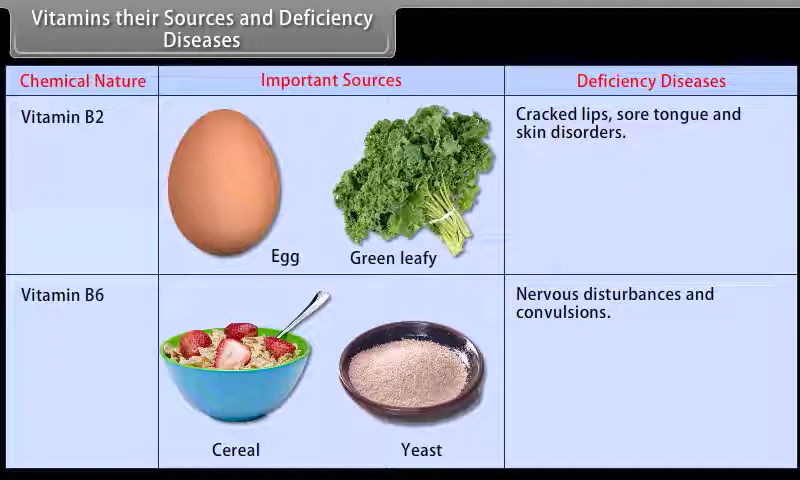 Vitamins their Sources and Deficiency
Diseases
Chemical Nature
Important Sources
Deficiency Diseases
Vitamin B2
Egg
Green leafy
Cracked lips, sore tongue and
skin disorders.
Vitamin B6
Cereal
Yeast
Nervous disturbances and
convulsions.